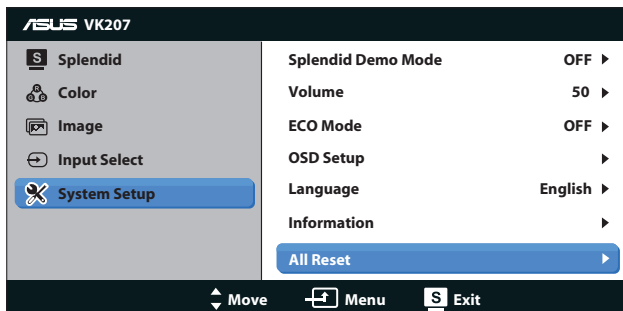 ASUS VK207
S Splendid
Color
Image
Input Select
System Setup
Splendid Demo Mode OFF
Volume 50
ECO Mode OFF
OSD Setup
Language English
Information
All Reset
Move Menu S Exit